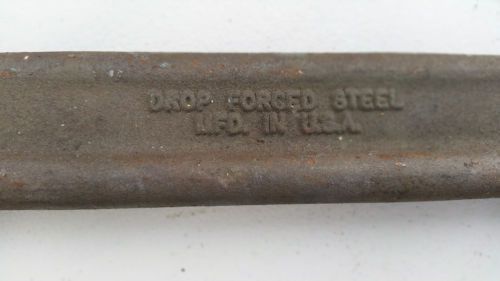 DROP FORGED STEEL
MFD. IN U.S.A.